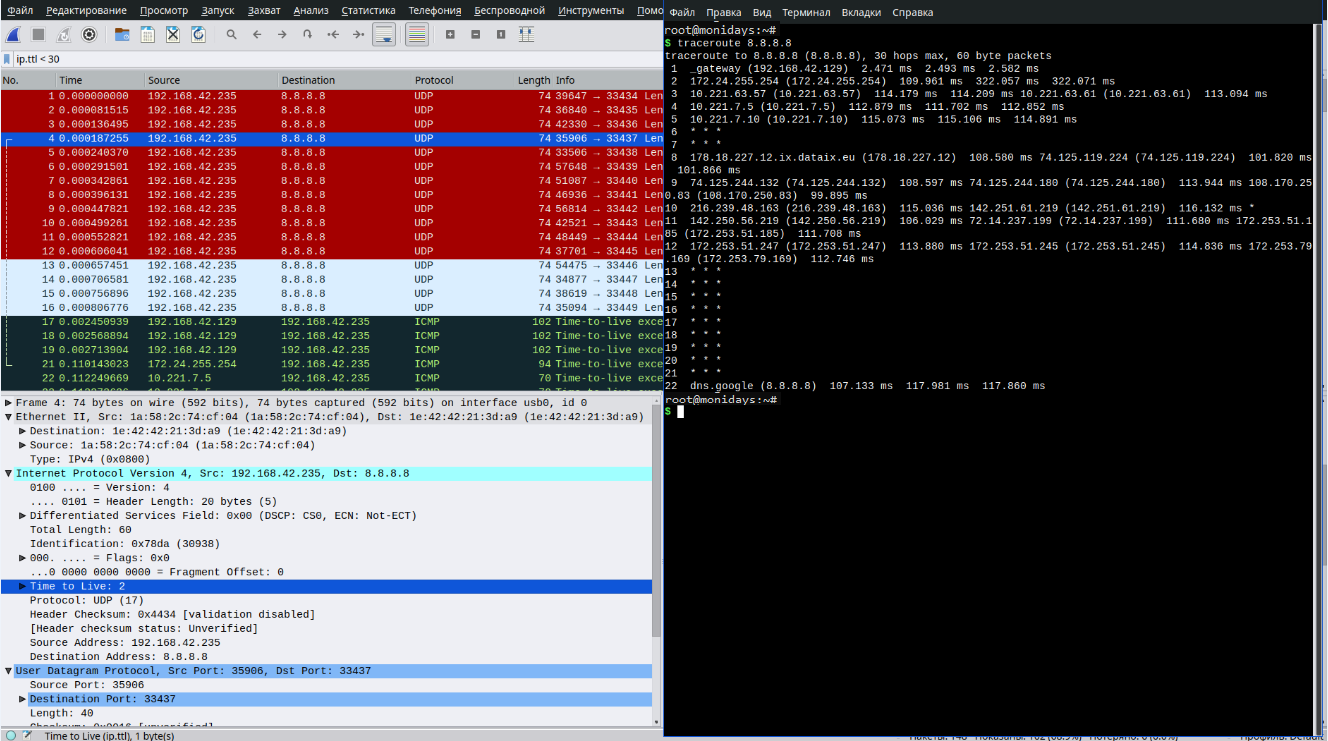 Файл Редактирование Просмотр Запуск Захват Анализ Статистика Телефония Беспроводной Инструменты Помо
ip.ttl < 30
No. Time Source Destination Protocol Length Info
1 0.000000000 192.168.42.235 8.8.8.8 UDP 74 39647 → 33434 Len
2 0.000081515 192.168.42.235 8.8.8.8 UDP 74 36840 → 33435 Len
3 0.000136495 192.168.42.235 8.8.8.8 UDP 74 42330 → 33436 Len
4 0.000187255 192.168.42.235 8.8.8.8 UDP 74 35906 → 33437 Len
5 0.000240370 192.168.42.235 8.8.8.8 UDP 74 33506 → 33438 Len
6 0.000291501 192.168.42.235 8.8.8.8 UDP 74 57648 → 33439 Len
7 0.000342861 192.168.42.235 8.8.8.8 UDP 74 51087 → 33440 Len
8 0.000396131 192.168.42.235 8.8.8.8 UDP 74 46936 → 33441 Len
9 0.000447821 192.168.42.235 8.8.8.8 UDP 74 56814 → 33442 Len
10 0.000499261 192.168.42.235 8.8.8.8 UDP 74 42521 → 33443 Len
11 0.000552821 192.168.42.235 8.8.8.8 UDP 74 48449 → 33444 Len
12 0.000606041 192.168.42.235 8.8.8.8 UDP 74 37701 → 33445 Len
13 0.000657451 192.168.42.235 8.8.8.8 UDP 74 54475 → 33446 Len
14 0.000706581 192.168.42.235 8.8.8.8 UDP 74 34877 → 33447 Len
15 0.000756896 192.168.42.235 8.8.8.8 UDP 74 38619 → 33448 Len
16 0.000806776 192.168.42.235 8.8.8.8 UDP 74 35094 → 33449 Len
17 0.002450939 192.168.42.129 192.168.42.235 ICMP 102 Time-to-live exce
18 0.002568894 192.168.42.129 192.168.42.235 ICMP 102 Time-to-live exce
19 0.002713904 192.168.42.129 192.168.42.235 ICMP 102 Time-to-live exce
21 0.110143023 172.24.255.254 192.168.42.235 ICMP 94 Time-to-live exce
22 0.112249669 10.221.7.5 192.168.42.235 ICMP 70 Time-to-live exce
Frame 4: 74 bytes on wire (592 bits), 74 bytes captured (592 bits) on interface usb0, id 0
Ethernet II, Src: 1a:58:2c:74:cf:04 (1a:58:2c:74:cf:04), Dst: 1e:42:42:21:3d:a9 (1e:42:42:21:3d:a9)
Destination: 1e:42:42:21:3d:a9 (1e:42:42:21:3d:a9)
Source: 1a:58:2c:74:cf:04 (1a:58:2c:74:cf:04)
Type: IPv4 (0x0800)
Internet Protocol Version 4, Src: 192.168.42.235, Dst: 8.8.8.8
0100 .... = Version: 4
.... 0101 = Header Length: 20 bytes (5)
Differentiated Services Field: 0x00 (DSCP: CS0, ECN: Not-ECT)
Total Length: 60
Identification: 0x78da (30938)
000. .... = Flags: 0x0
...0 0000 0000 0000 = Fragment Offset: 0
Time to Live: 2
Protocol: UDP (17)
Header Checksum: 0x4434 [validation disabled]
[Header checksum status: Unverified]
Source Address: 192.168.42.235
Destination Address: 8.8.8.8
User Datagram Protocol, Src Port: 35906, Dst Port: 33437
Source Port: 35906
Destination Port: 33437
Length: 40
Time to Live (ip.ttl), 1 byte(s)
Файл Правка Вид Терминал Вкладки Справка
root@monidays:~#
$ traceroute 8.8.8.8
traceroute to 8.8.8.8 (8.8.8.8), 30 hops max, 60 byte packets
1 _gateway (192.168.42.129) 2.471 ms 2.493 ms 2.582 ms
2 172.24.255.254 (172.24.255.254) 109.961 ms 322.057 ms 322.071 ms
3 10.221.63.57 (10.221.63.57) 114.179 ms 114.209 ms 10.221.63.61 (10.221.63.61) 113.094 ms
4 10.221.7.5 (10.221.7.5) 112.879 ms 111.702 ms 112.852 ms
5 10.221.7.10 (10.221.7.10) 115.073 ms 115.106 ms 114.891 ms
6 * * *
7 * * *
8 178.18.227.12.ix.dataix.eu (178.18.227.12) 108.580 ms 74.125.119.224 (74.125.119.224) 101.820 ms
101.866 ms
9 74.125.244.132 (74.125.244.132) 108.597 ms 74.125.244.180 (74.125.244.180) 113.944 ms 108.170.25
0.83 (108.170.250.83) 99.895 ms
10 216.239.48.163 (216.239.48.163) 115.036 ms 142.251.61.219 (142.251.61.219) 116.132 ms *
11 142.250.56.219 (142.250.56.219) 106.029 ms 72.14.237.199 (72.14.237.199) 111.680 ms 172.253.51.1
85 (172.253.51.185) 111.708 ms
12 172.253.51.247 (172.253.51.247) 113.880 ms 172.253.51.245 (172.253.51.245) 114.836 ms 172.253.79
.169 (172.253.79.169) 112.746 ms
13 * * *
14 * * *
15 * * *
16 * * *
17 * * *
18 * * *
19 * * *
20 * * *
21 * * *
22 dns.google (8.8.8.8) 107.133 ms 117.981 ms 117.860 ms
root@monidays:~#
$